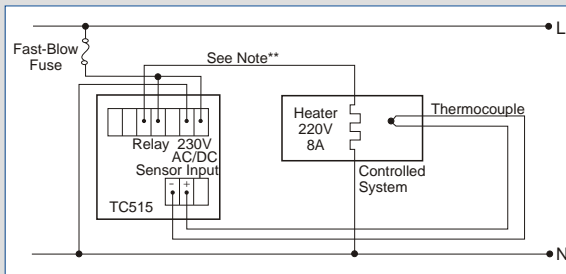 L
Fast-Blow
Fuse
See Note**
Relay 230V
AC/DC
Sensor Input
- +
TC515
Heater
220V
8A
Thermocouple
Controlled
System
N